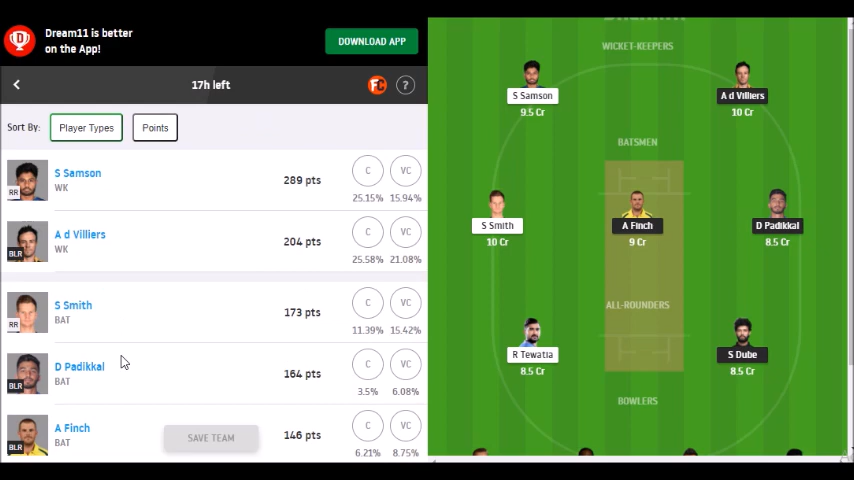 Dream11 is better
on the App!
DOWNLOAD APP
17h left
FC
?
Sort By:
Player Types
Points
S Samson
WK
RR
289 pts
C
VC
25.15%
15.94%
A d Villiers
WK
BLR
204 pts
C
VC
25.58%
21.08%
S Smith
BAT
RR
173 pts
C
VC
11.39%
15.42%
D Padikkal
BAT
BLR
164 pts
C
VC
3.5%
6.08%
A Finch
BAT
BLR
146 pts
C
VC
6.21%
8.75%
SAVE TEAM
WICKET-KEEPERS
S Samson
9.5 Cr
A d Villiers
10 Cr
BATSMEN
S Smith
10 Cr
A Finch
9 Cr
D Padikkal
8.5 Cr
ALL-ROUNDERS
R Tewatia
8.5 Cr
S Dube
8.5 Cr
BOWLERS